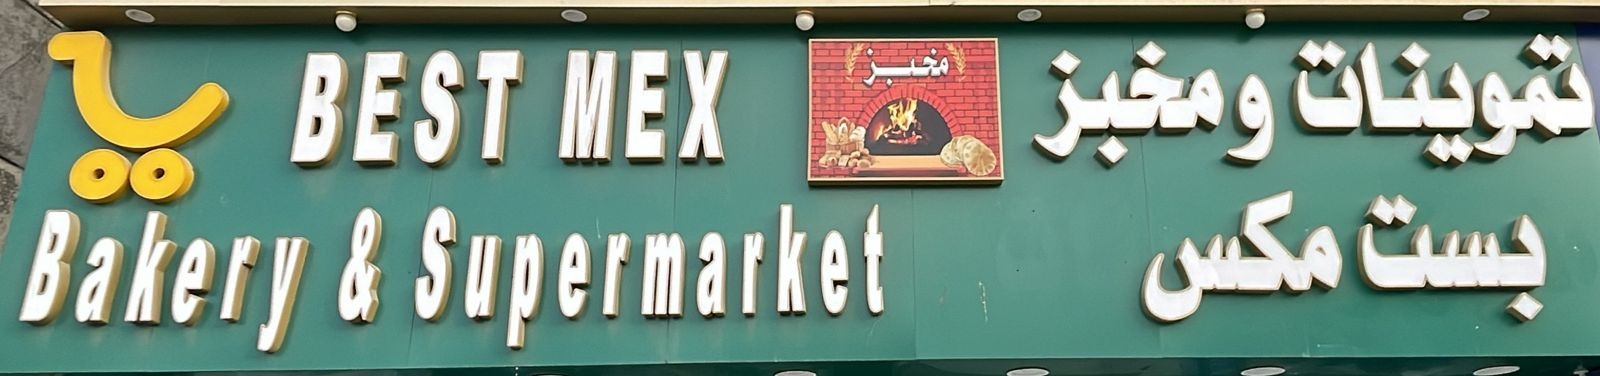 BEST MEX
Bakery & Supermarket
مخبز
تموينات ومخبز
بست مكس